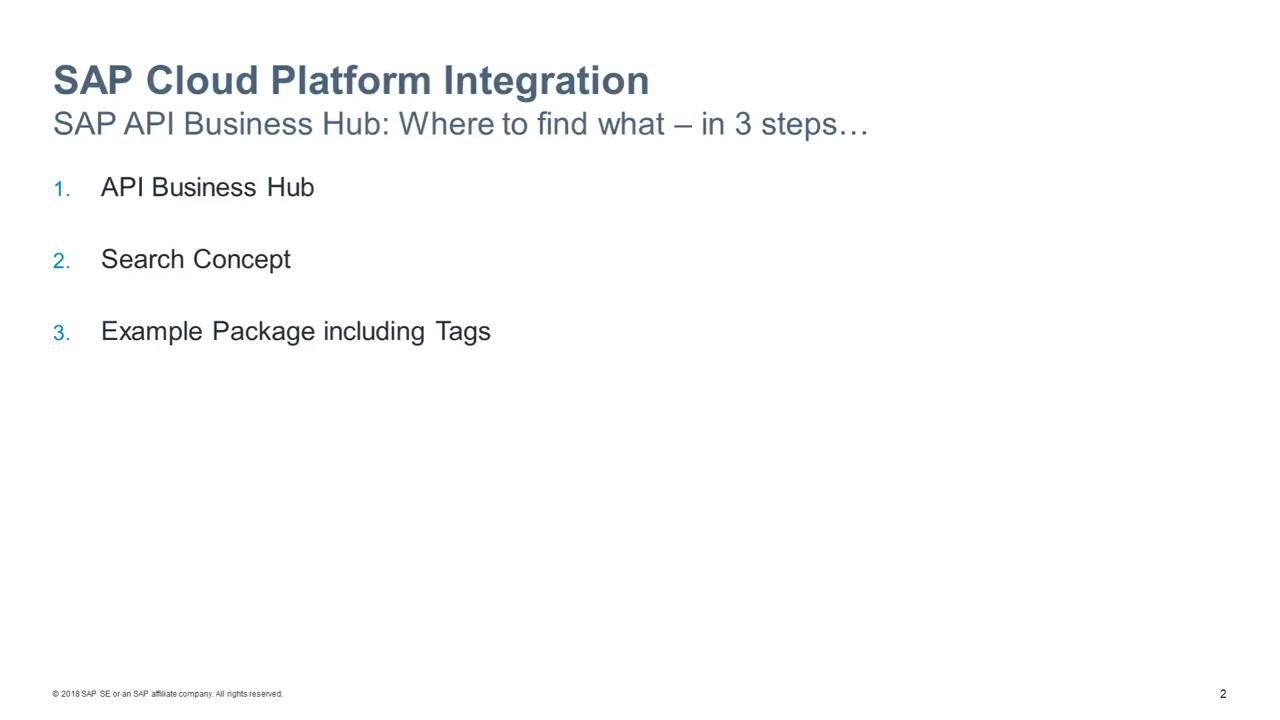 SAP Cloud Platform Integration
SAP API Business Hub: Where to find what – in 3 steps…
1. API Business Hub
2. Search Concept
3. Example Package including Tags
© 2018 SAP SE or an SAP affiliate company. All rights reserved.
2